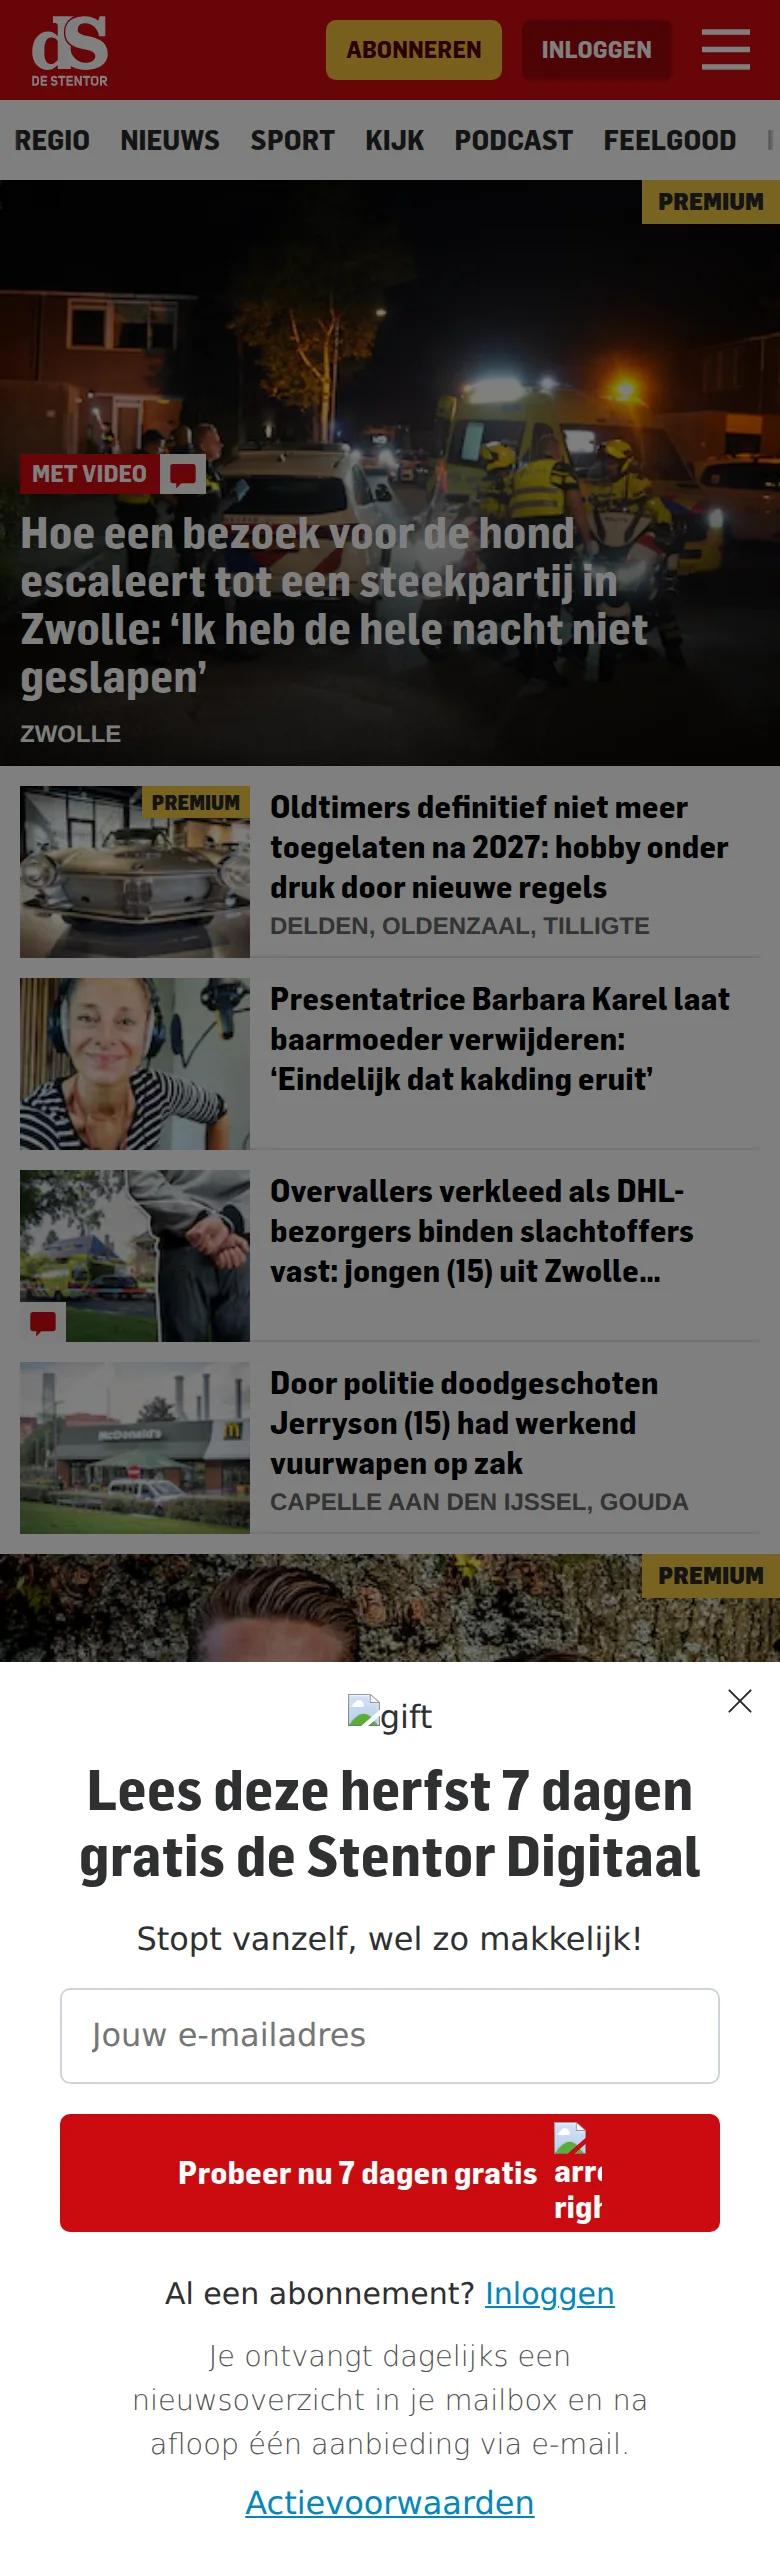 dS
DE STENTOR
ABONNEREN
INLOGGEN
REGIO NIEUWS SPORT KIJK PODCAST FEELGOOD
PREMIUM
MET VIDEO
Hoe een bezoek voor de hond
escaleert tot een steekpartij in
Zwolle: ‘Ik heb de hele nacht niet
geslapen’
ZWOLLE
PREMIUM
Oldtimers definitief niet meer
toegelaten na 2027: hobby onder
druk door nieuwe regels
DELDEN, OLDENZAAL, TILLIGTE
Presentatrice Barbara Karel laat
baarmoeder verwijderen:
‘Eindelijk dat kakding eruit’
Overvallers verkleed als DHL-
bezorgers binden slachtoffers
vast: jongen (15) uit Zwolle...
McDonald's
Door politie doodgeschoten
Jerryson (15) had werkend
vuurwapen op zak
CAPELLE AAN DEN IJSSEL, GOUDA
PREMIUM
gift
Lees deze herfst 7 dagen
gratis de Stentor Digitaal
Stopt vanzelf, wel zo makkelijk!
Jouw e-mailadres
Probeer nu 7 dagen gratis
arr
righ
Al een abonnement? Inloggen
Je ontvangt dagelijks een
nieuwsoverzicht in je mailbox en na
afloop één aanbieding via e-mail.
Actievoorwaarden